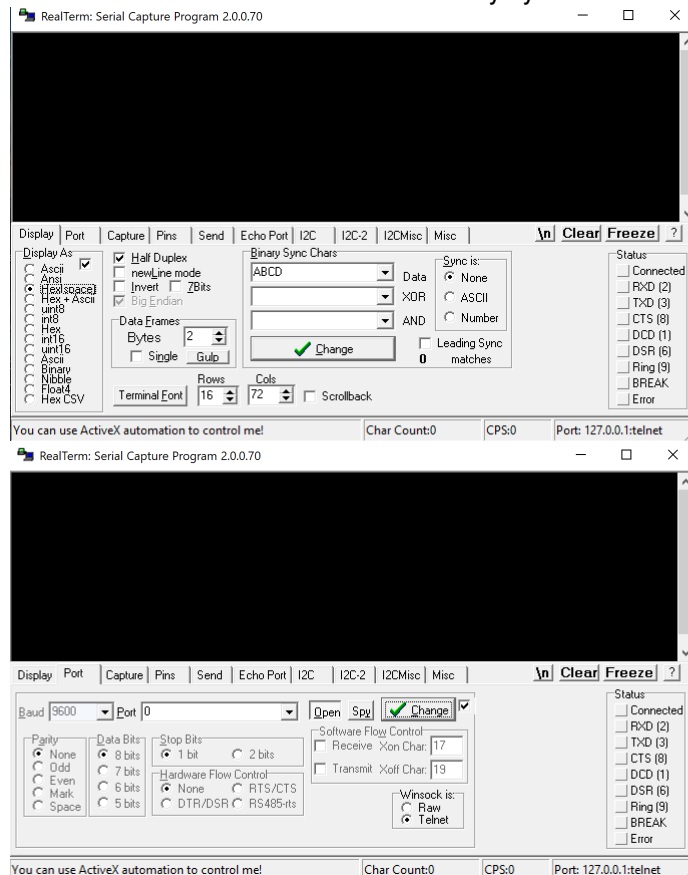 RealTerm: Serial Capture Program 2.0.0.70
Display Port Capture Pins Send Echo Port I2C I2C-2 I2CMisc Misc \n Clear Freeze ?
Display As
Ascii
Ansi
Hex[space]
Hex + Ascii
uint8
int8
Hex
int16
uint16
Ascii
Binary
Nibble
Float4
Hex CSV
Half Duplex
newLine mode
Invert 7Bits
Big Endian
Data Frames
Bytes 2
Single Gulp
Binary Sync Chars
ABCD Data
XOR
AND
Change
Sync is:
None
ASCII
Number
Leading Sync
0 matches
Rows Cols
Terminal Font 16 72 Scrollback
Status
Connected
RXD (2)
TXD (3)
CTS (8)
DCD (1)
DSR (6)
Ring (9)
BREAK
Error
You can use ActiveX automation to control me! Char Count:0 CPS:0 Port: 127.0.0.1:telnet
RealTerm: Serial Capture Program 2.0.0.70
Display Port Capture Pins Send Echo Port I2C I2C-2 I2CMisc Misc \n Clear Freeze ?
Baud 9600 Port 0 Open Spy Change
Parity
None
Odd
Even
Mark
Space
Data Bits
8 bits
7 bits
6 bits
5 bits
Stop Bits
1 bit 2 bits
Hardware Flow Control
None RTS/CTS
DTR/DSR RS485-rts
Software Flow Control
Receive Xon Char: 17
Transmit Xoff Char: 19
Winsock is:
Raw
Telnet
Status
Connected
RXD (2)
TXD (3)
CTS (8)
DCD (1)
DSR (6)
Ring (9)
BREAK
Error
You can use ActiveX automation to control me! Char Count:0 CPS:0 Port: 127.0.0.1:telnet